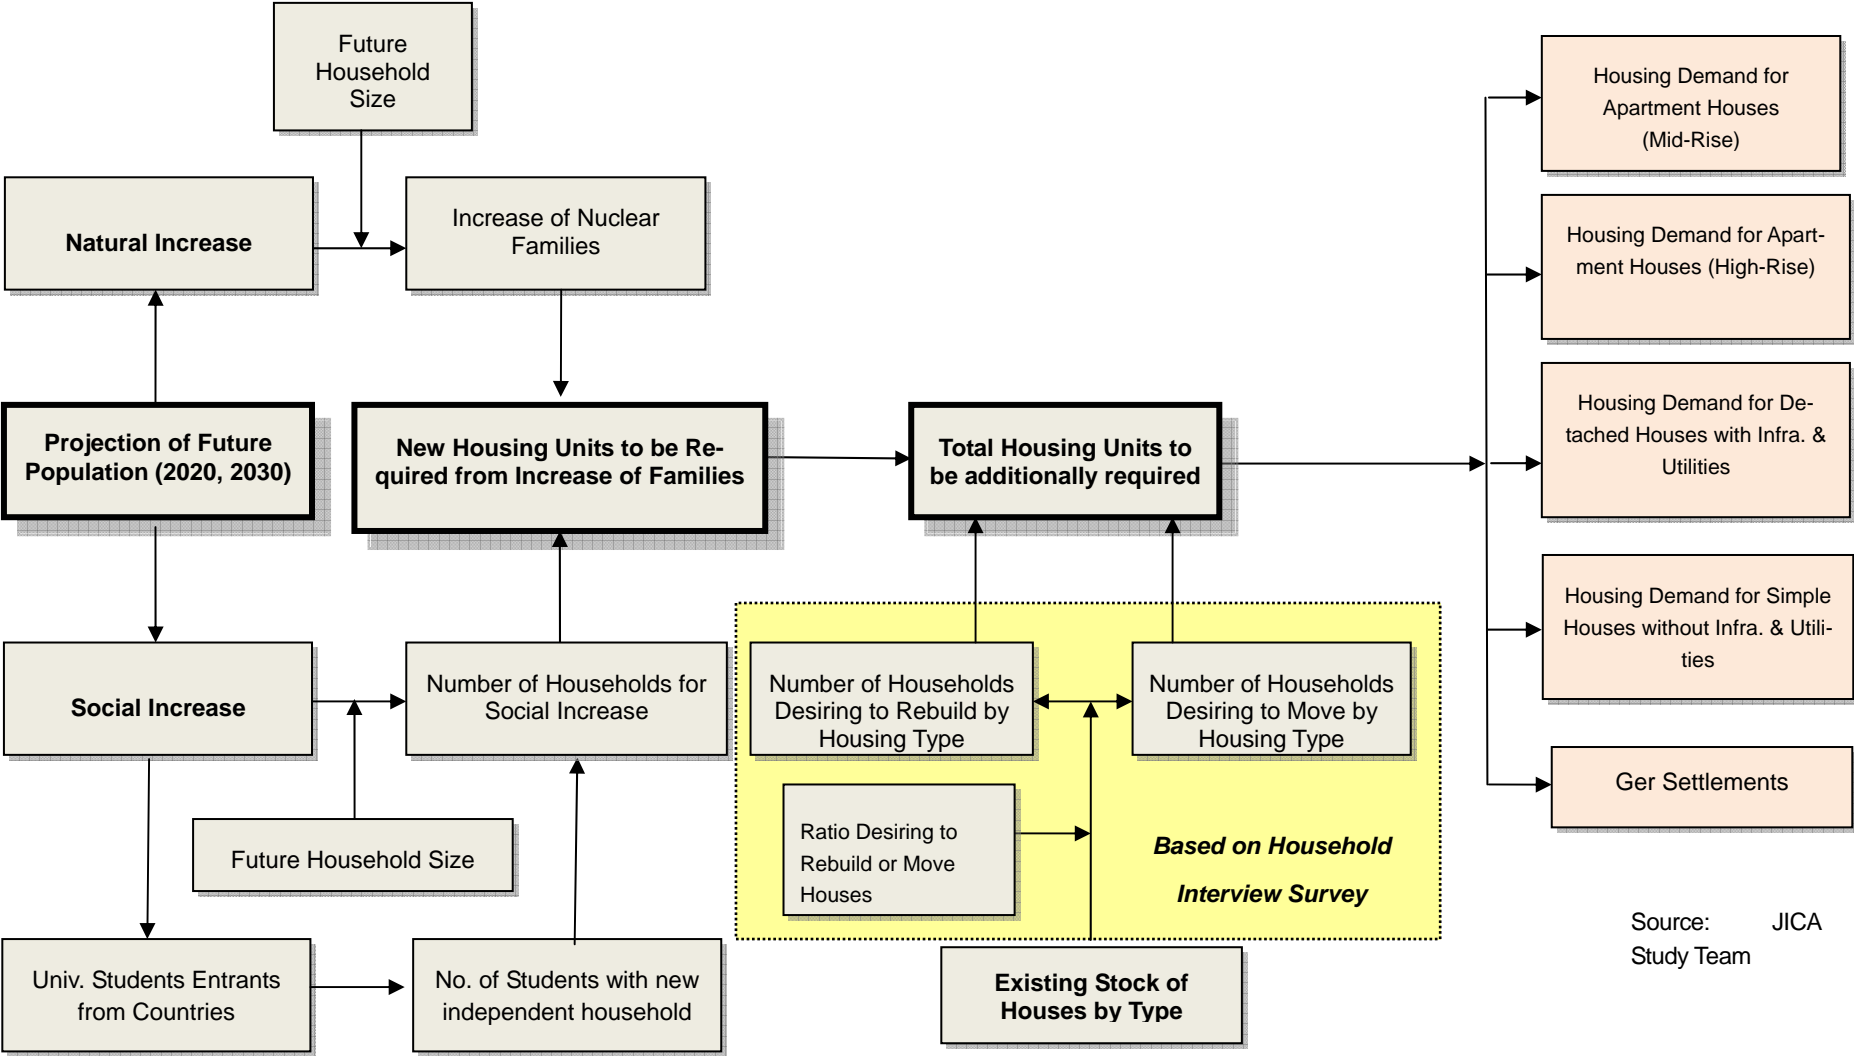 Future
Household
Size
Natural Increase
Increase of Nuclear
Families
Projection of Future
Population (2020, 2030)
New Housing Units to be Re-
quired from Increase of Families
Total Housing Units to
be additionally required
Social Increase
Number of Households for
Social Increase
Future Household Size
Univ. Students Entrants
from Countries
No. of Students with new
independent household
Number of Households
Desiring to Rebuild by
Housing Type
Number of Households
Desiring to Move by
Housing Type
Ratio Desiring to
Rebuild or Move
Houses
Based on Household
Interview Survey
Existing Stock of
Houses by Type
Housing Demand for
Apartment Houses
(Mid-Rise)
Housing Demand for Apart-
ment Houses (High-Rise)
Housing Demand for De-
tached Houses with Infra. &
Utilities
Housing Demand for Simple
Houses without Infra. & Utili-
ties
Ger Settlements
Source: JICA
Study Team